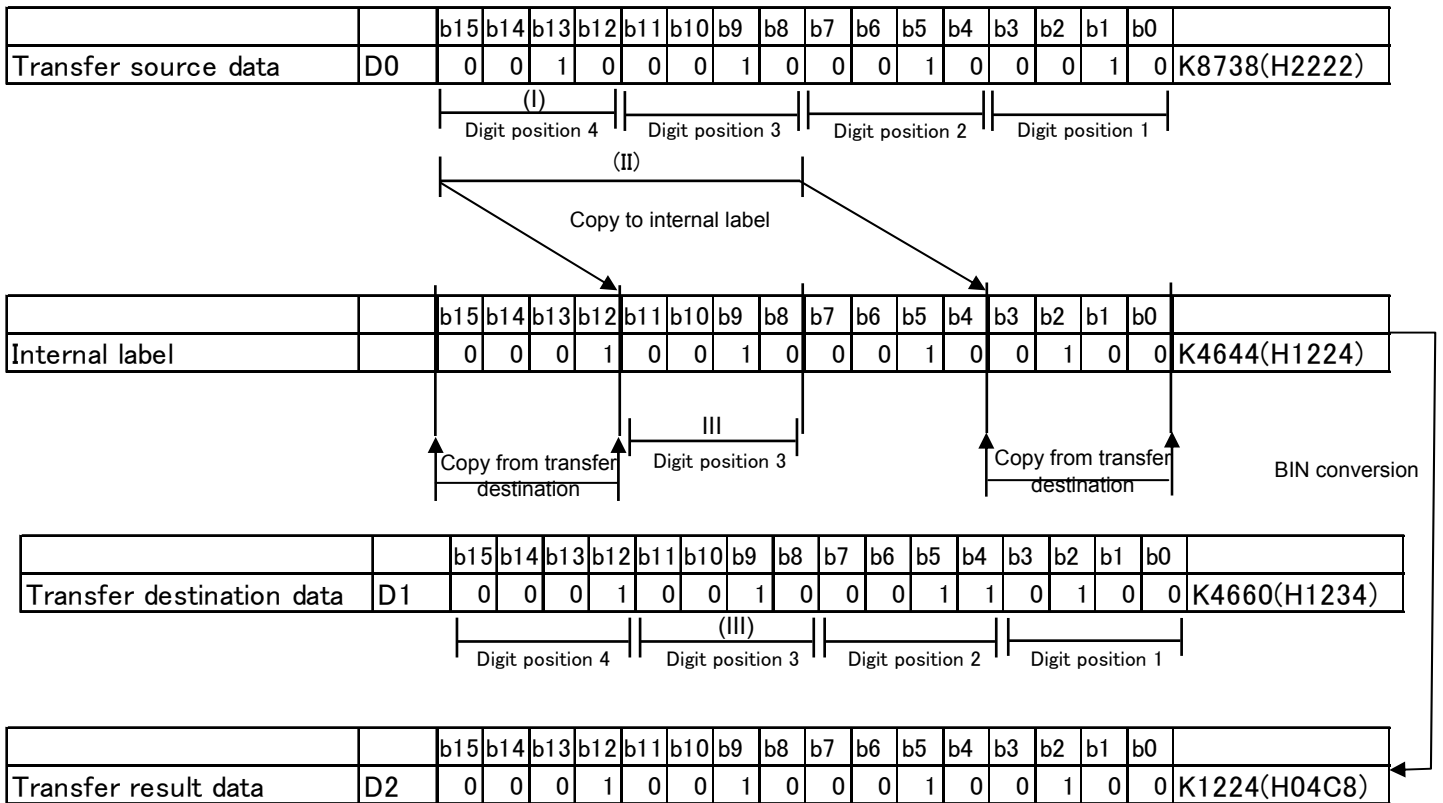 b15 b14 b13 b12 b11 b10 b9 b8 b7 b6 b5 b4 b3 b2 b1 b0
Transfer source data D0 0 0 1 0 0 0 1 0 0 0 1 0 0 0 1 0 K8738(H2222)
(I)
Digit position 4 Digit position 3 Digit position 2 Digit position 1
(II)
Copy to internal label
b15 b14 b13 b12 b11 b10 b9 b8 b7 b6 b5 b4 b3 b2 b1 b0
Internal label 0 0 0 1 0 0 1 0 0 0 1 0 0 1 0 0 K4644(H1224)
III
Digit position 3
Copy from transfer
destination
Copy from transfer
destination
BIN conversion
b15 b14 b13 b12 b11 b10 b9 b8 b7 b6 b5 b4 b3 b2 b1 b0
Transfer destination data D1 0 0 0 1 0 0 1 0 0 0 1 1 0 1 0 0 K4660(H1234)
(III)
Digit position 4 Digit position 3 Digit position 2 Digit position 1
b15 b14 b13 b12 b11 b10 b9 b8 b7 b6 b5 b4 b3 b2 b1 b0
Transfer result data D2 0 0 0 1 0 0 1 0 0 0 1 0 0 1 0 0 K1224(H04C8)